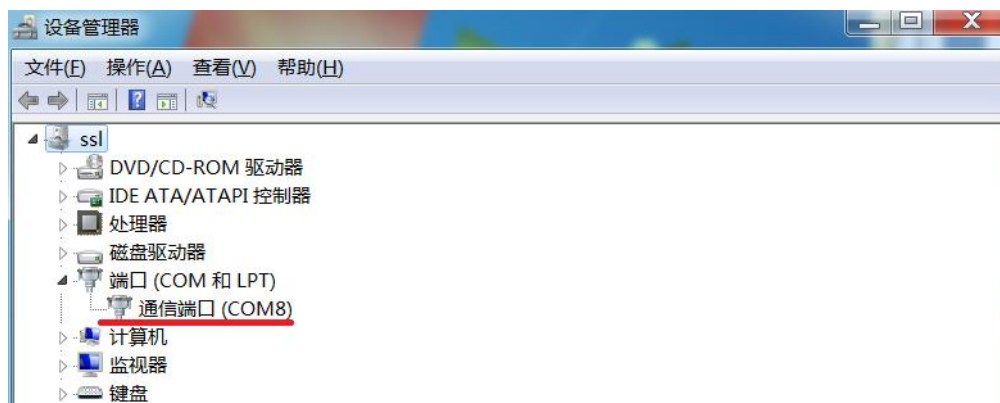 设备管理器
文件(F) 操作(A) 查看(V) 帮助(H)
ssl
DVD/CD-ROM 驱动器
IDE ATA/ATAPI 控制器
处理器
磁盘驱动器
端口 (COM 和 LPT)
通信端口 (COM8)
计算机
监视器
键盘